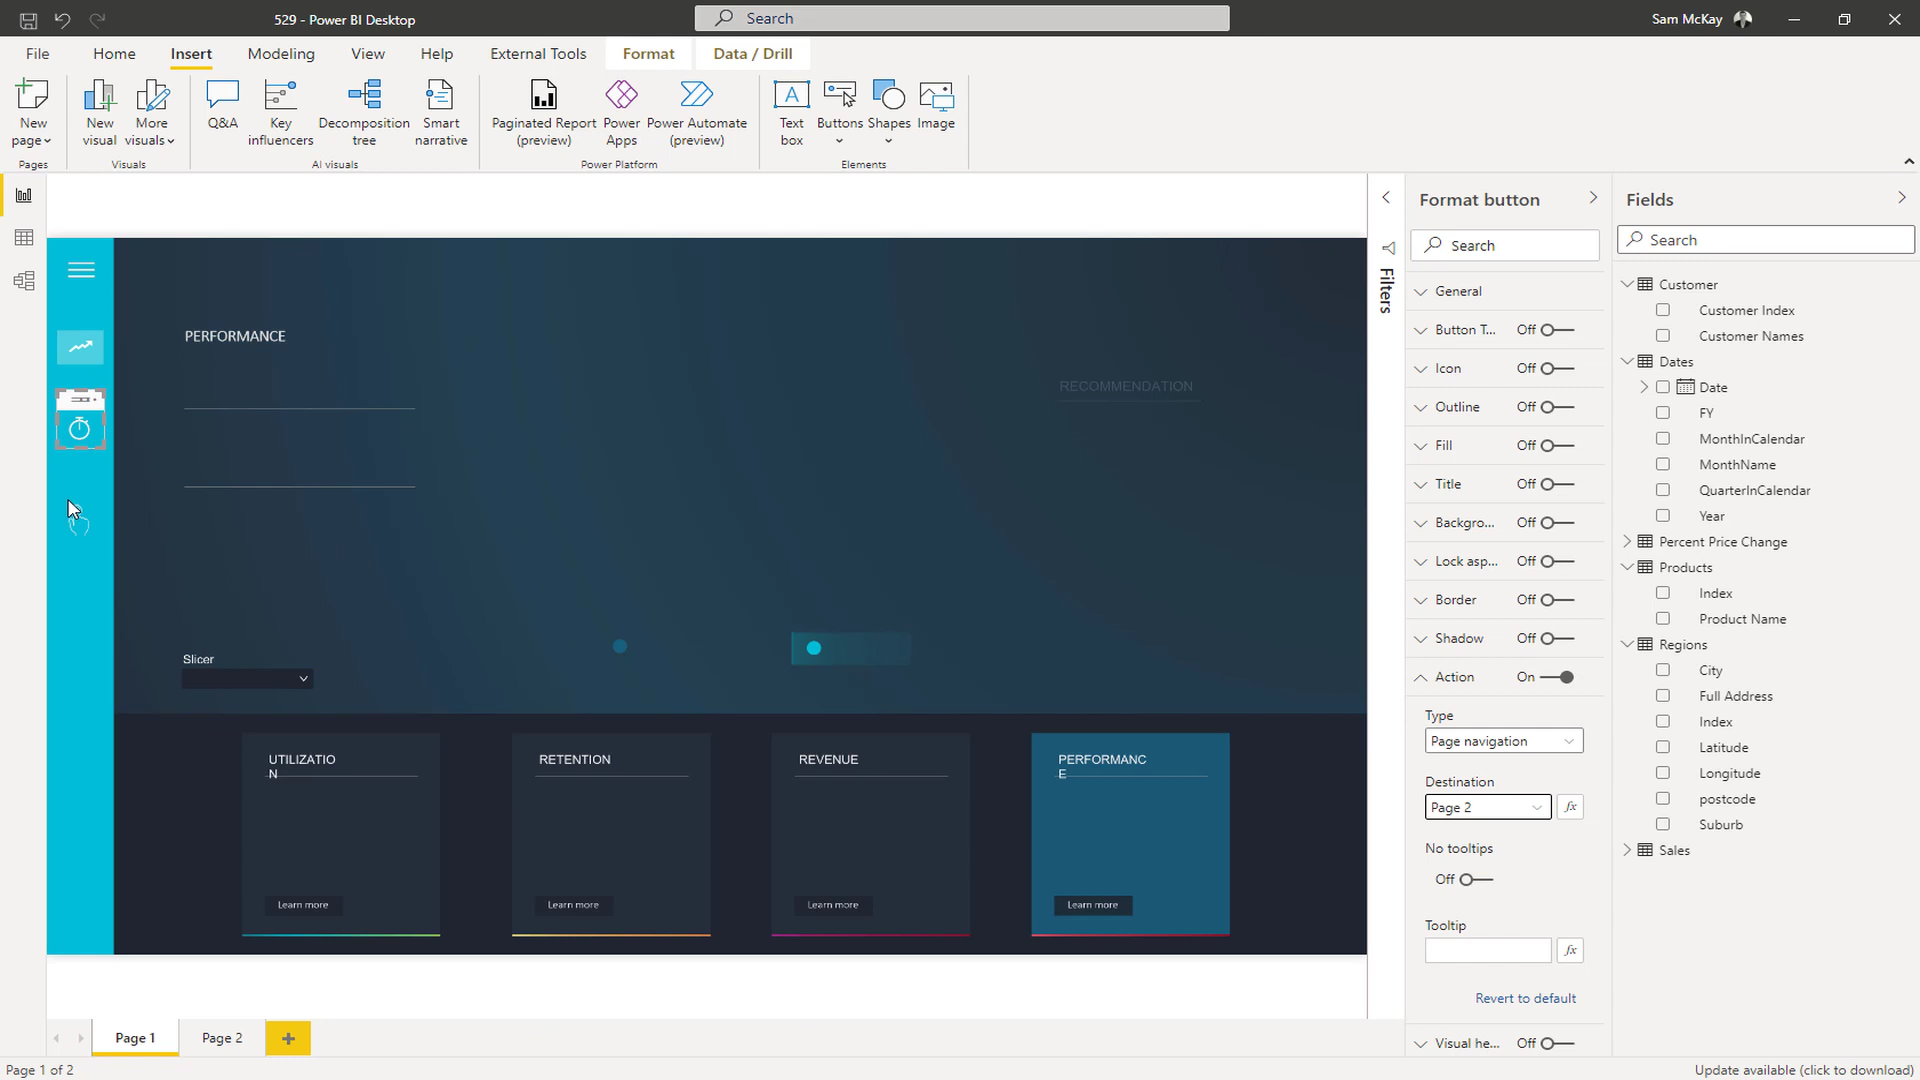 529 - Power BI Desktop
Search
Sam McKay
File
Home
Insert
Modeling
View
Help
External Tools
Format
Data / Drill
New
page
New
visual
More
visuals
Q&A
Key
influencers
Decomposition
tree
Smart
narrative
Paginated Report
(preview)
Power
Apps
Power Automate
(preview)
Text
box
Buttons
Shapes
Image
Pages
Visuals
AI visuals
Power Platform
Elements
PERFORMANCE
RECOMMENDATION
Slicer
UTILIZATIO
N
Learn more
RETENTION
Learn more
REVENUE
Learn more
PERFORMANC
E
Learn more
Filters
Format button
Search
General
Button T... Off
Icon Off
Outline Off
Fill Off
Title Off
Backgro... Off
Lock asp... Off
Border Off
Shadow Off
Action On
Type
Page navigation
Destination
Page 2
fx
No tooltips
Off
Tooltip
fx
Revert to default
Visual he... Off
Fields
Search
Customer
Customer Index
Customer Names
Dates
Date
FY
MonthInCalendar
MonthName
QuarterInCalendar
Year
Percent Price Change
Products
Index
Product Name
Regions
City
Full Address
Index
Latitude
Longitude
postcode
Suburb
Sales
Page 1
Page 2
Page 1 of 2
Update available (click to download)